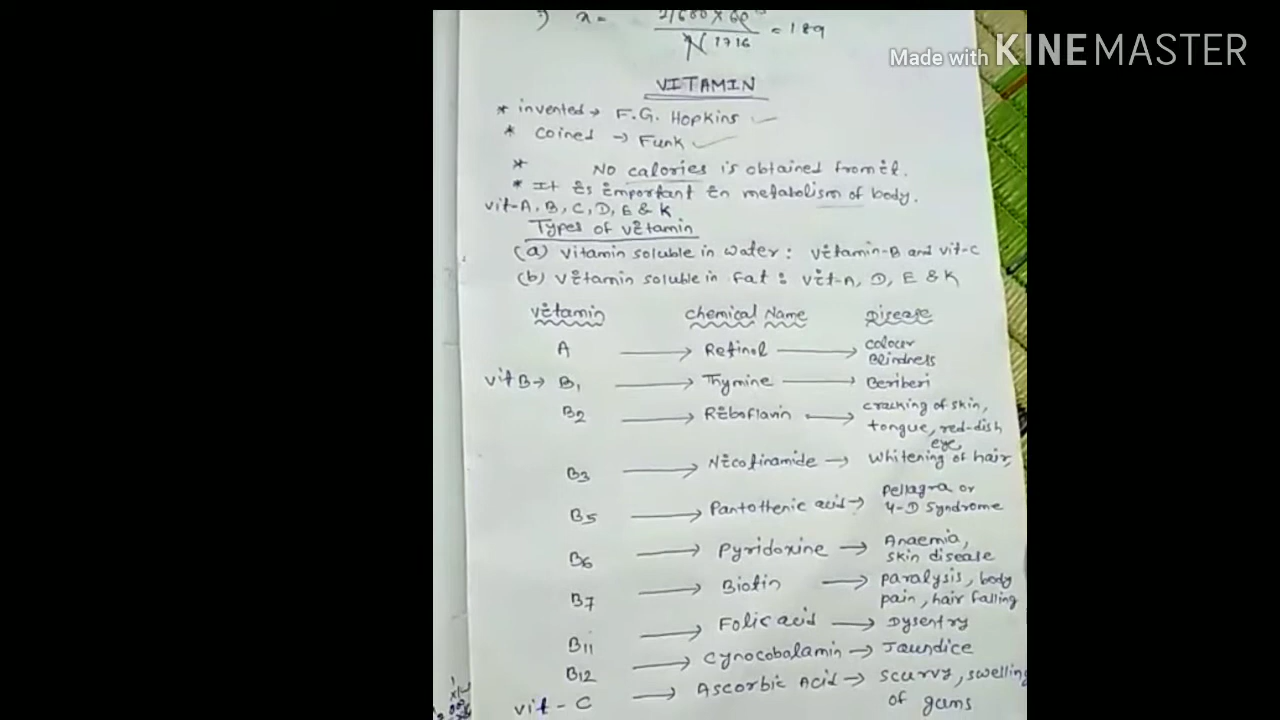 Made with KINEMASTER
= 189
1716
VITAMIN
* invented → F.G. Hopkins
* coined → Funk
* No calories is obtained from it.
* It is important in metabolism of body.
vit-A, B, C, D, E & K
Types of vitamin
(a) Vitamin soluble in water : vitamin-B and vit-C
(b) Vitamin soluble in Fat : vit-A, D, E & K
Vitamin chemical Name Disease
A → Retinol → colour Blindness
vit B → B1 → Thymine → Beriberi
B2 → Riboflavin → cracking of skin, tongue, red-dish eye
B3 → Nicotinamide → whitening of hair,
B5 → Pantothenic acid → pellagra or 4-D syndrome
B6 → Pyridoxine → Anaemia, skin disease
B7 → Biotin → paralysis, body pain, hair falling
B11 → Folic acid → Dysentry
B12 → Cynocobalamin → Jaundice
vit - C → Ascorbic Acid → scurvy, swelling of gums